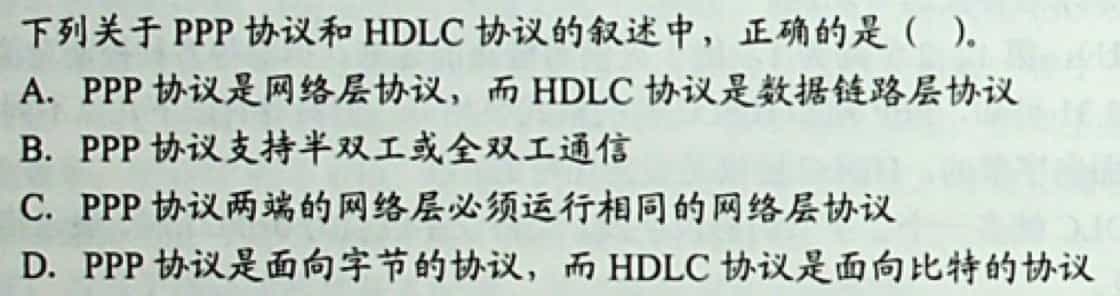 下列关于 PPP 协议和 HDLC 协议的叙述中，正确的是（ ）。
A. PPP 协议是网络层协议，而 HDLC 协议是数据链路层协议
B. PPP 协议支持半双工或全双工通信
C. PPP 协议两端的网络层必须运行相同的网络层协议
D. PPP 协议是面向字节的协议，而 HDLC 协议是面向比特的协议